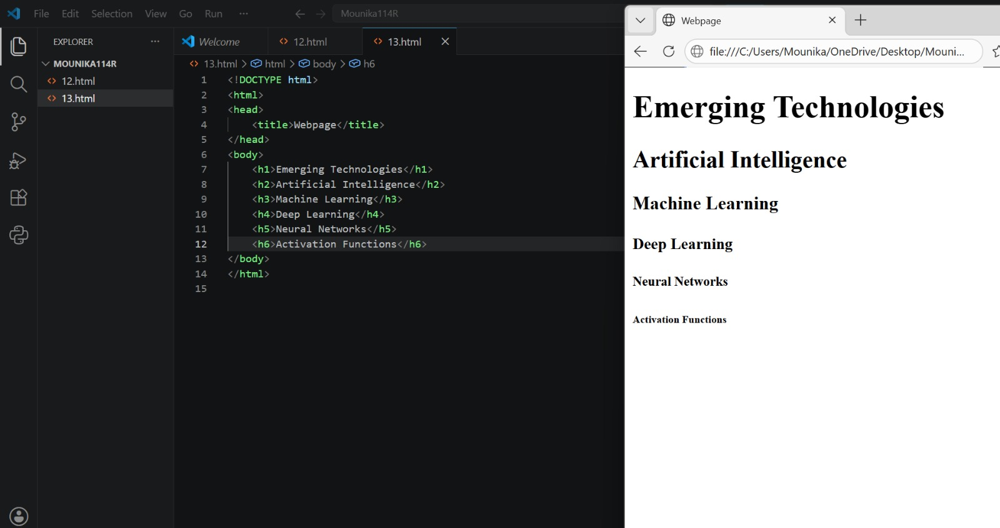 File Edit Selection View Go Run ··· ← → Mounika114R
EXPLORER ···
MOUNIKA114R
12.html
13.html
Welcome 12.html 13.html
13.html > html > body > h6
1 <!DOCTYPE html>
2 <html>
3 <head>
4 <title>Webpage</title>
5 </head>
6 <body>
7 <h1>Emerging Technologies</h1>
8 <h2>Artificial Intelligence</h2>
9 <h3>Machine Learning</h3>
10 <h4>Deep Learning</h4>
11 <h5>Neural Networks</h5>
12 <h6>Activation Functions</h6>
13 </body>
14 </html>
15
Webpage
file:///C:/Users/Mounika/OneDrive/Desktop/Mouni...
Emerging Technologies
Artificial Intelligence
Machine Learning
Deep Learning
Neural Networks
Activation Functions